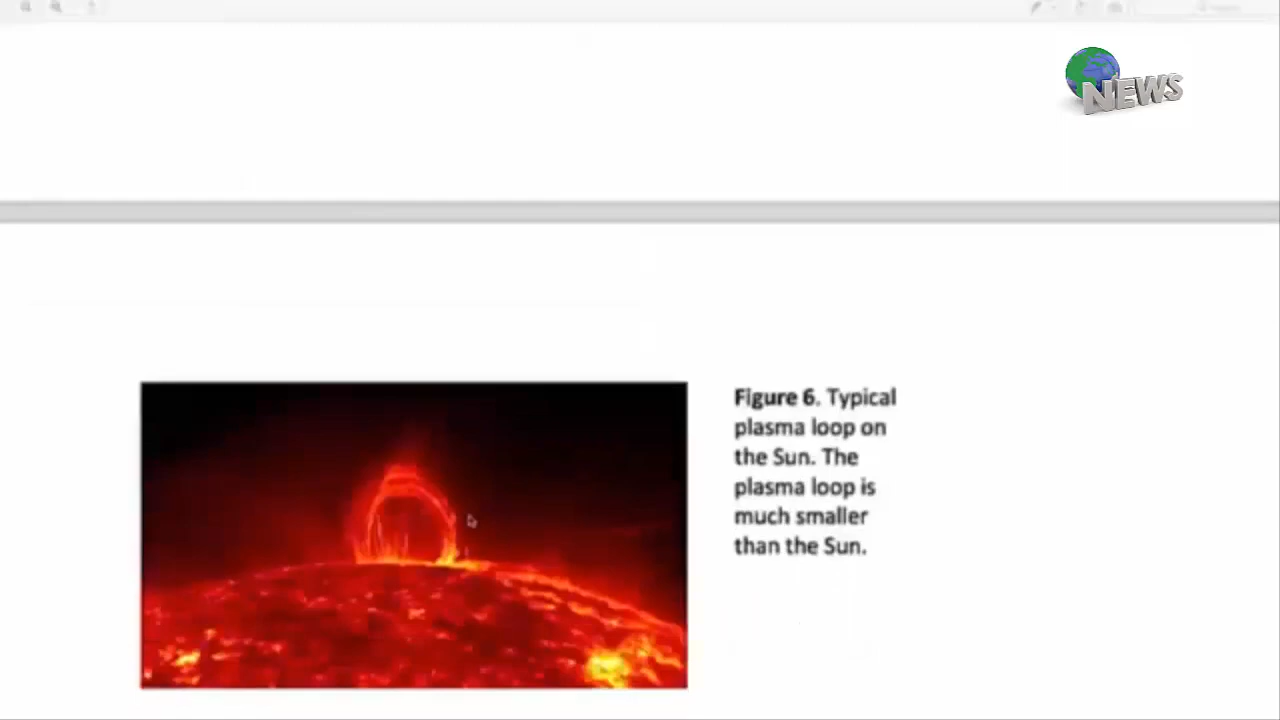 NEWS
Figure 6. Typical
plasma loop on
the Sun. The
plasma loop is
much smaller
than the Sun.